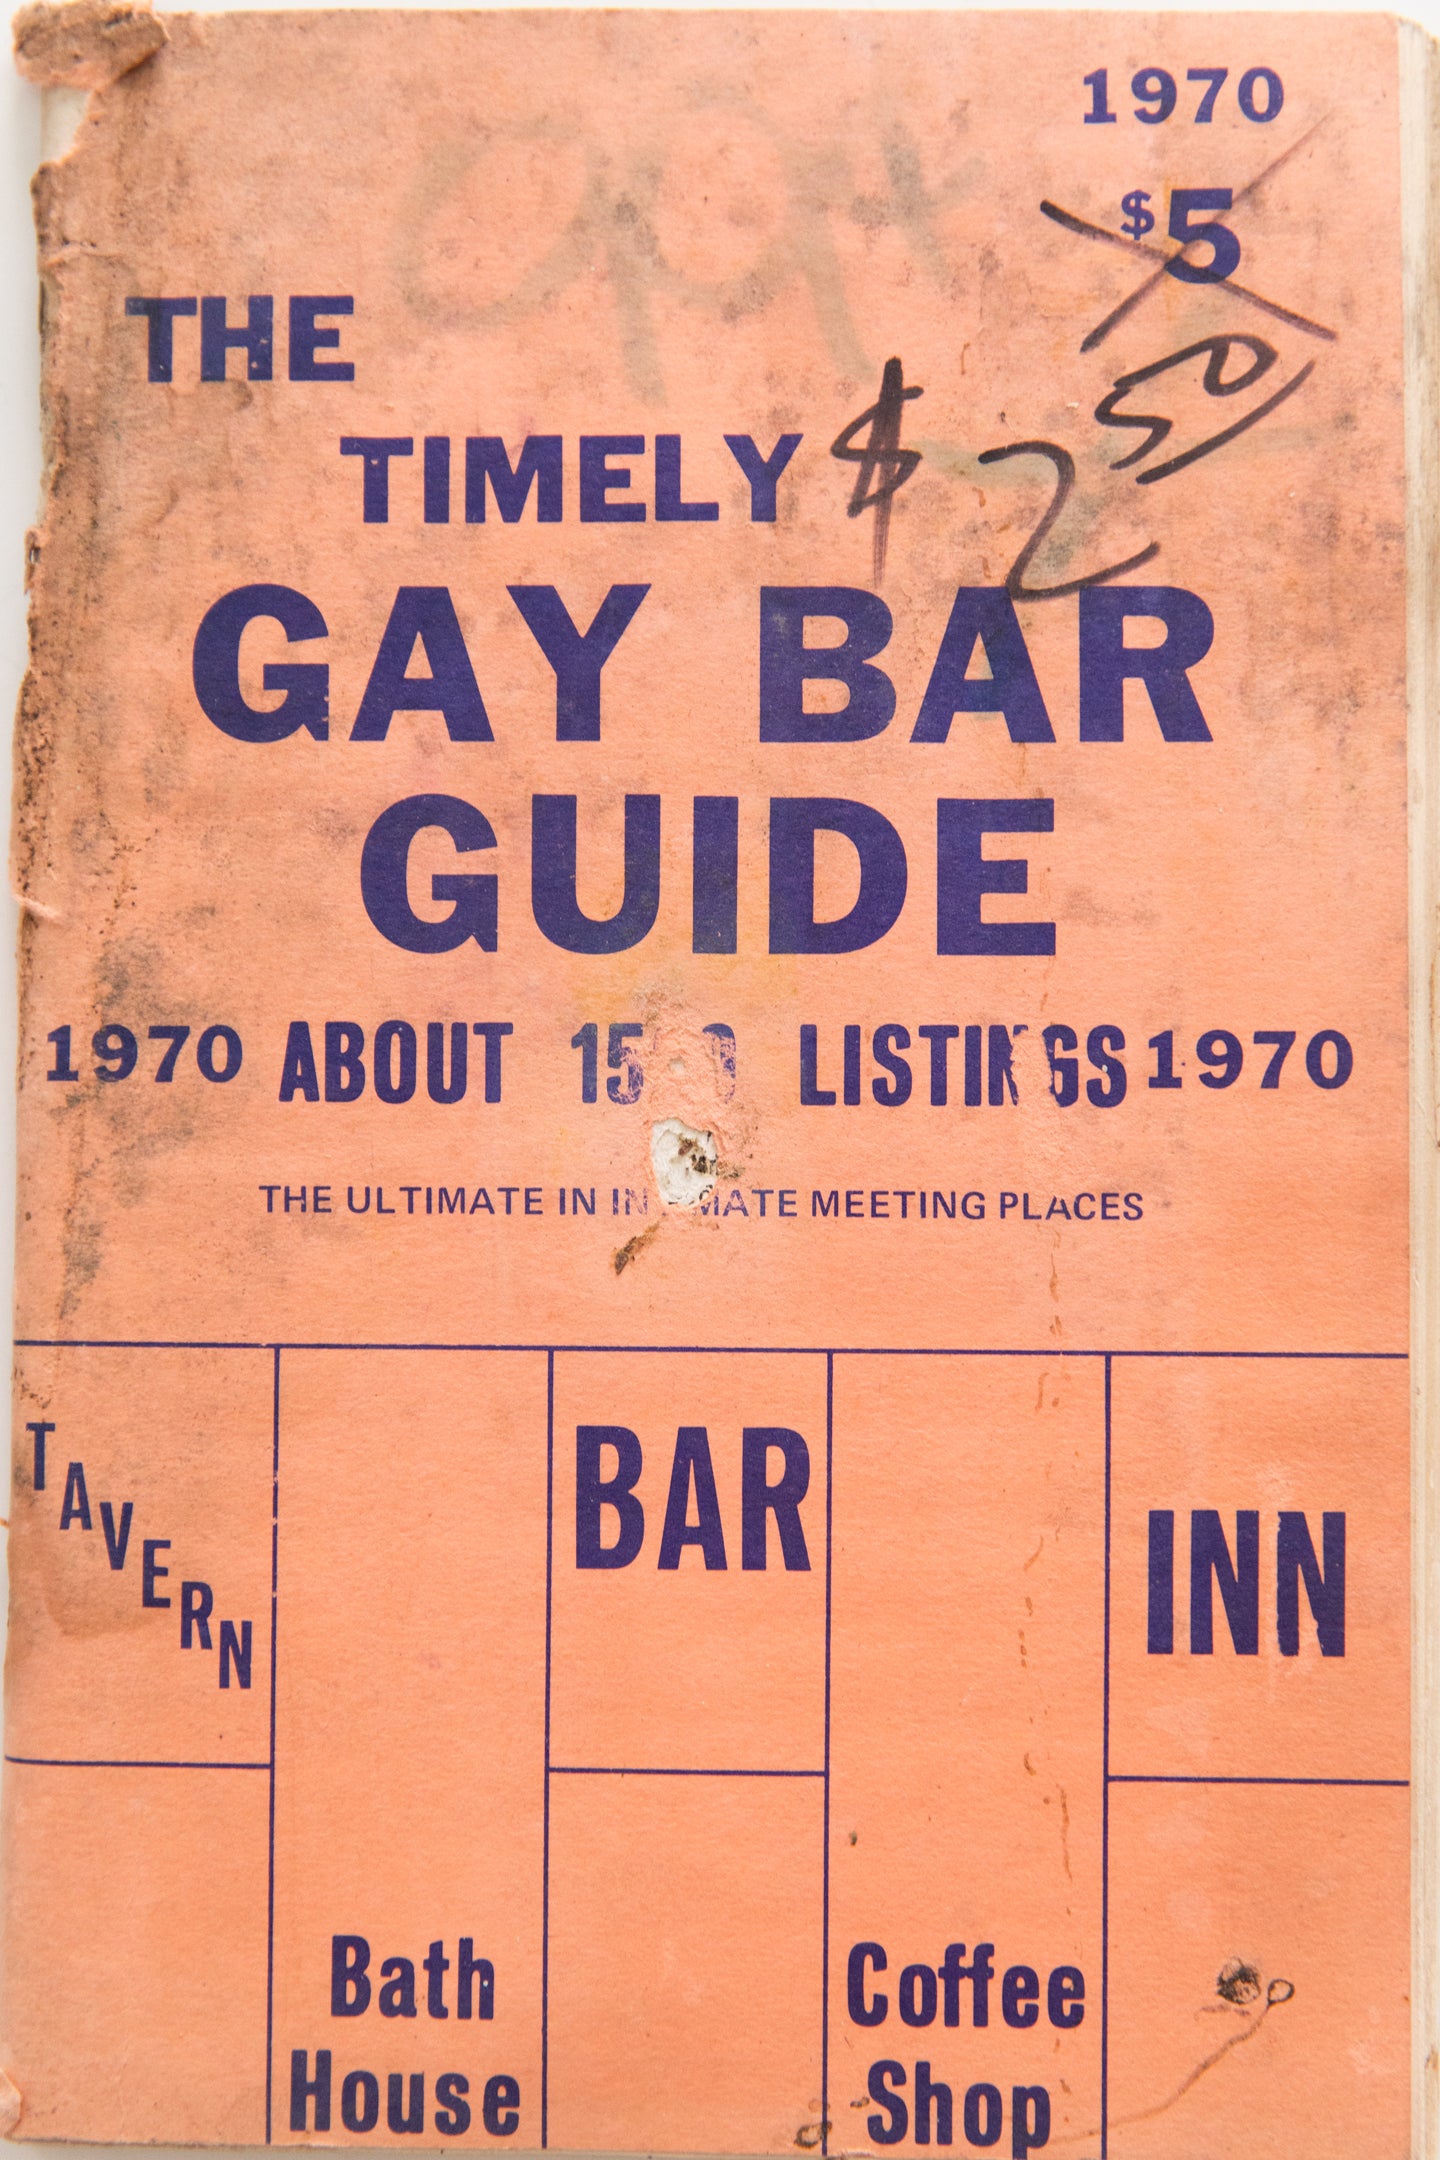 1970
$5
THE
TIMELY
$2.50
GAY BAR
GUIDE
1970 ABOUT LISTINGS 1970
THE ULTIMATE IN INTIMATE MEETING PLACES
TAVERN
BAR
INN
Bath
House
Coffee
Shop